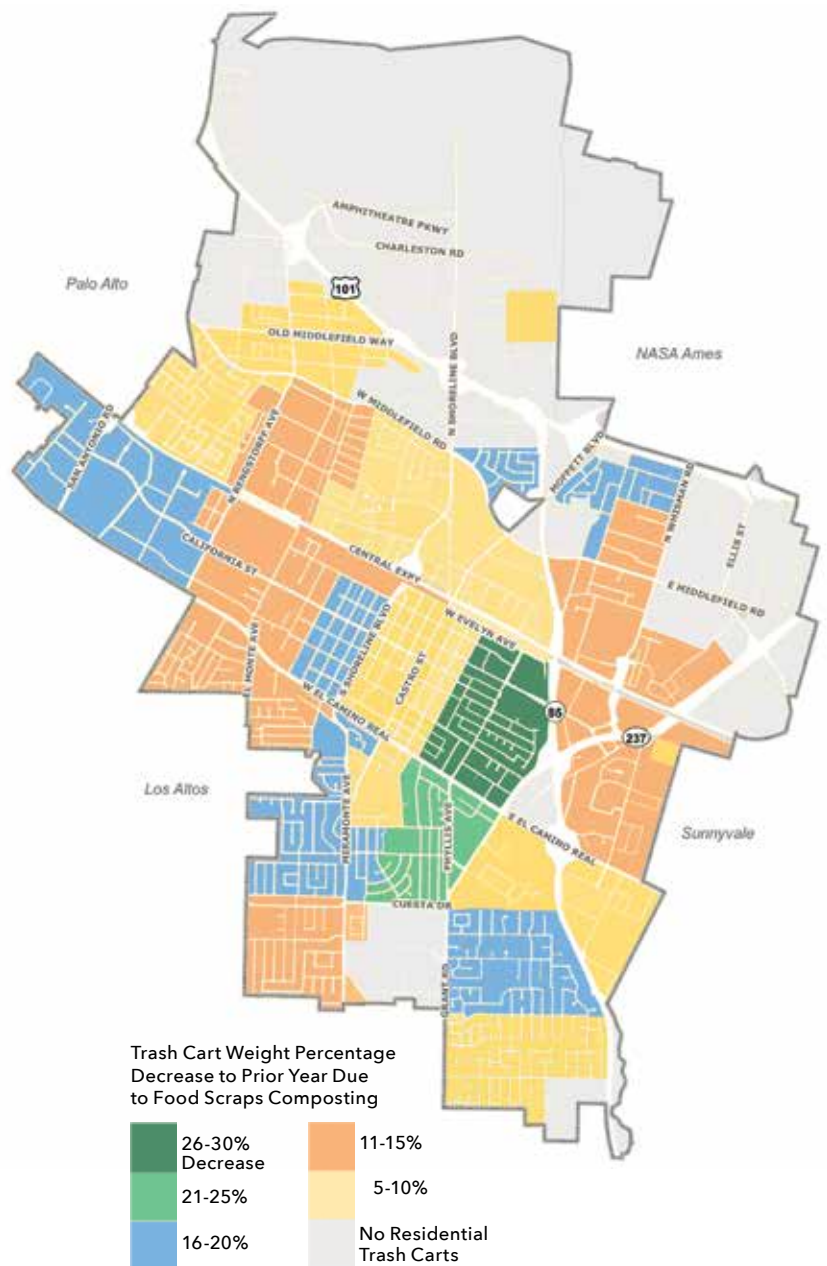 AMPHITHEATRE PKWY
CHARLESTON RD
Palo Alto
101
OLD MIDDLEFIELD WAY
N SHORELINE BLVD
NASA Ames
W MIDDLEFIELD RD
SAN ANTONIO RD
N RENGSTORFF AVE
MOFFETT BLVD
N WHISMAN RD
ELLIS ST
CALIFORNIA ST
CENTRAL EXPY
E MIDDLEFIELD RD
W EVELYN AVE
S SHORELINE BLVD
CASTRO ST
EL MONTE AVE
W EL CAMINO REAL
85
237
Los Altos
MIRAMONTE AVE
PHYLLIS AVE
E EL CAMINO REAL
Sunnyvale
CUESTA DR
GRANT RD
Trash Cart Weight Percentage
Decrease to Prior Year Due
to Food Scraps Composting
26-30%
Decrease
21-25%
16-20%
11-15%
5-10%
No Residential
Trash Carts